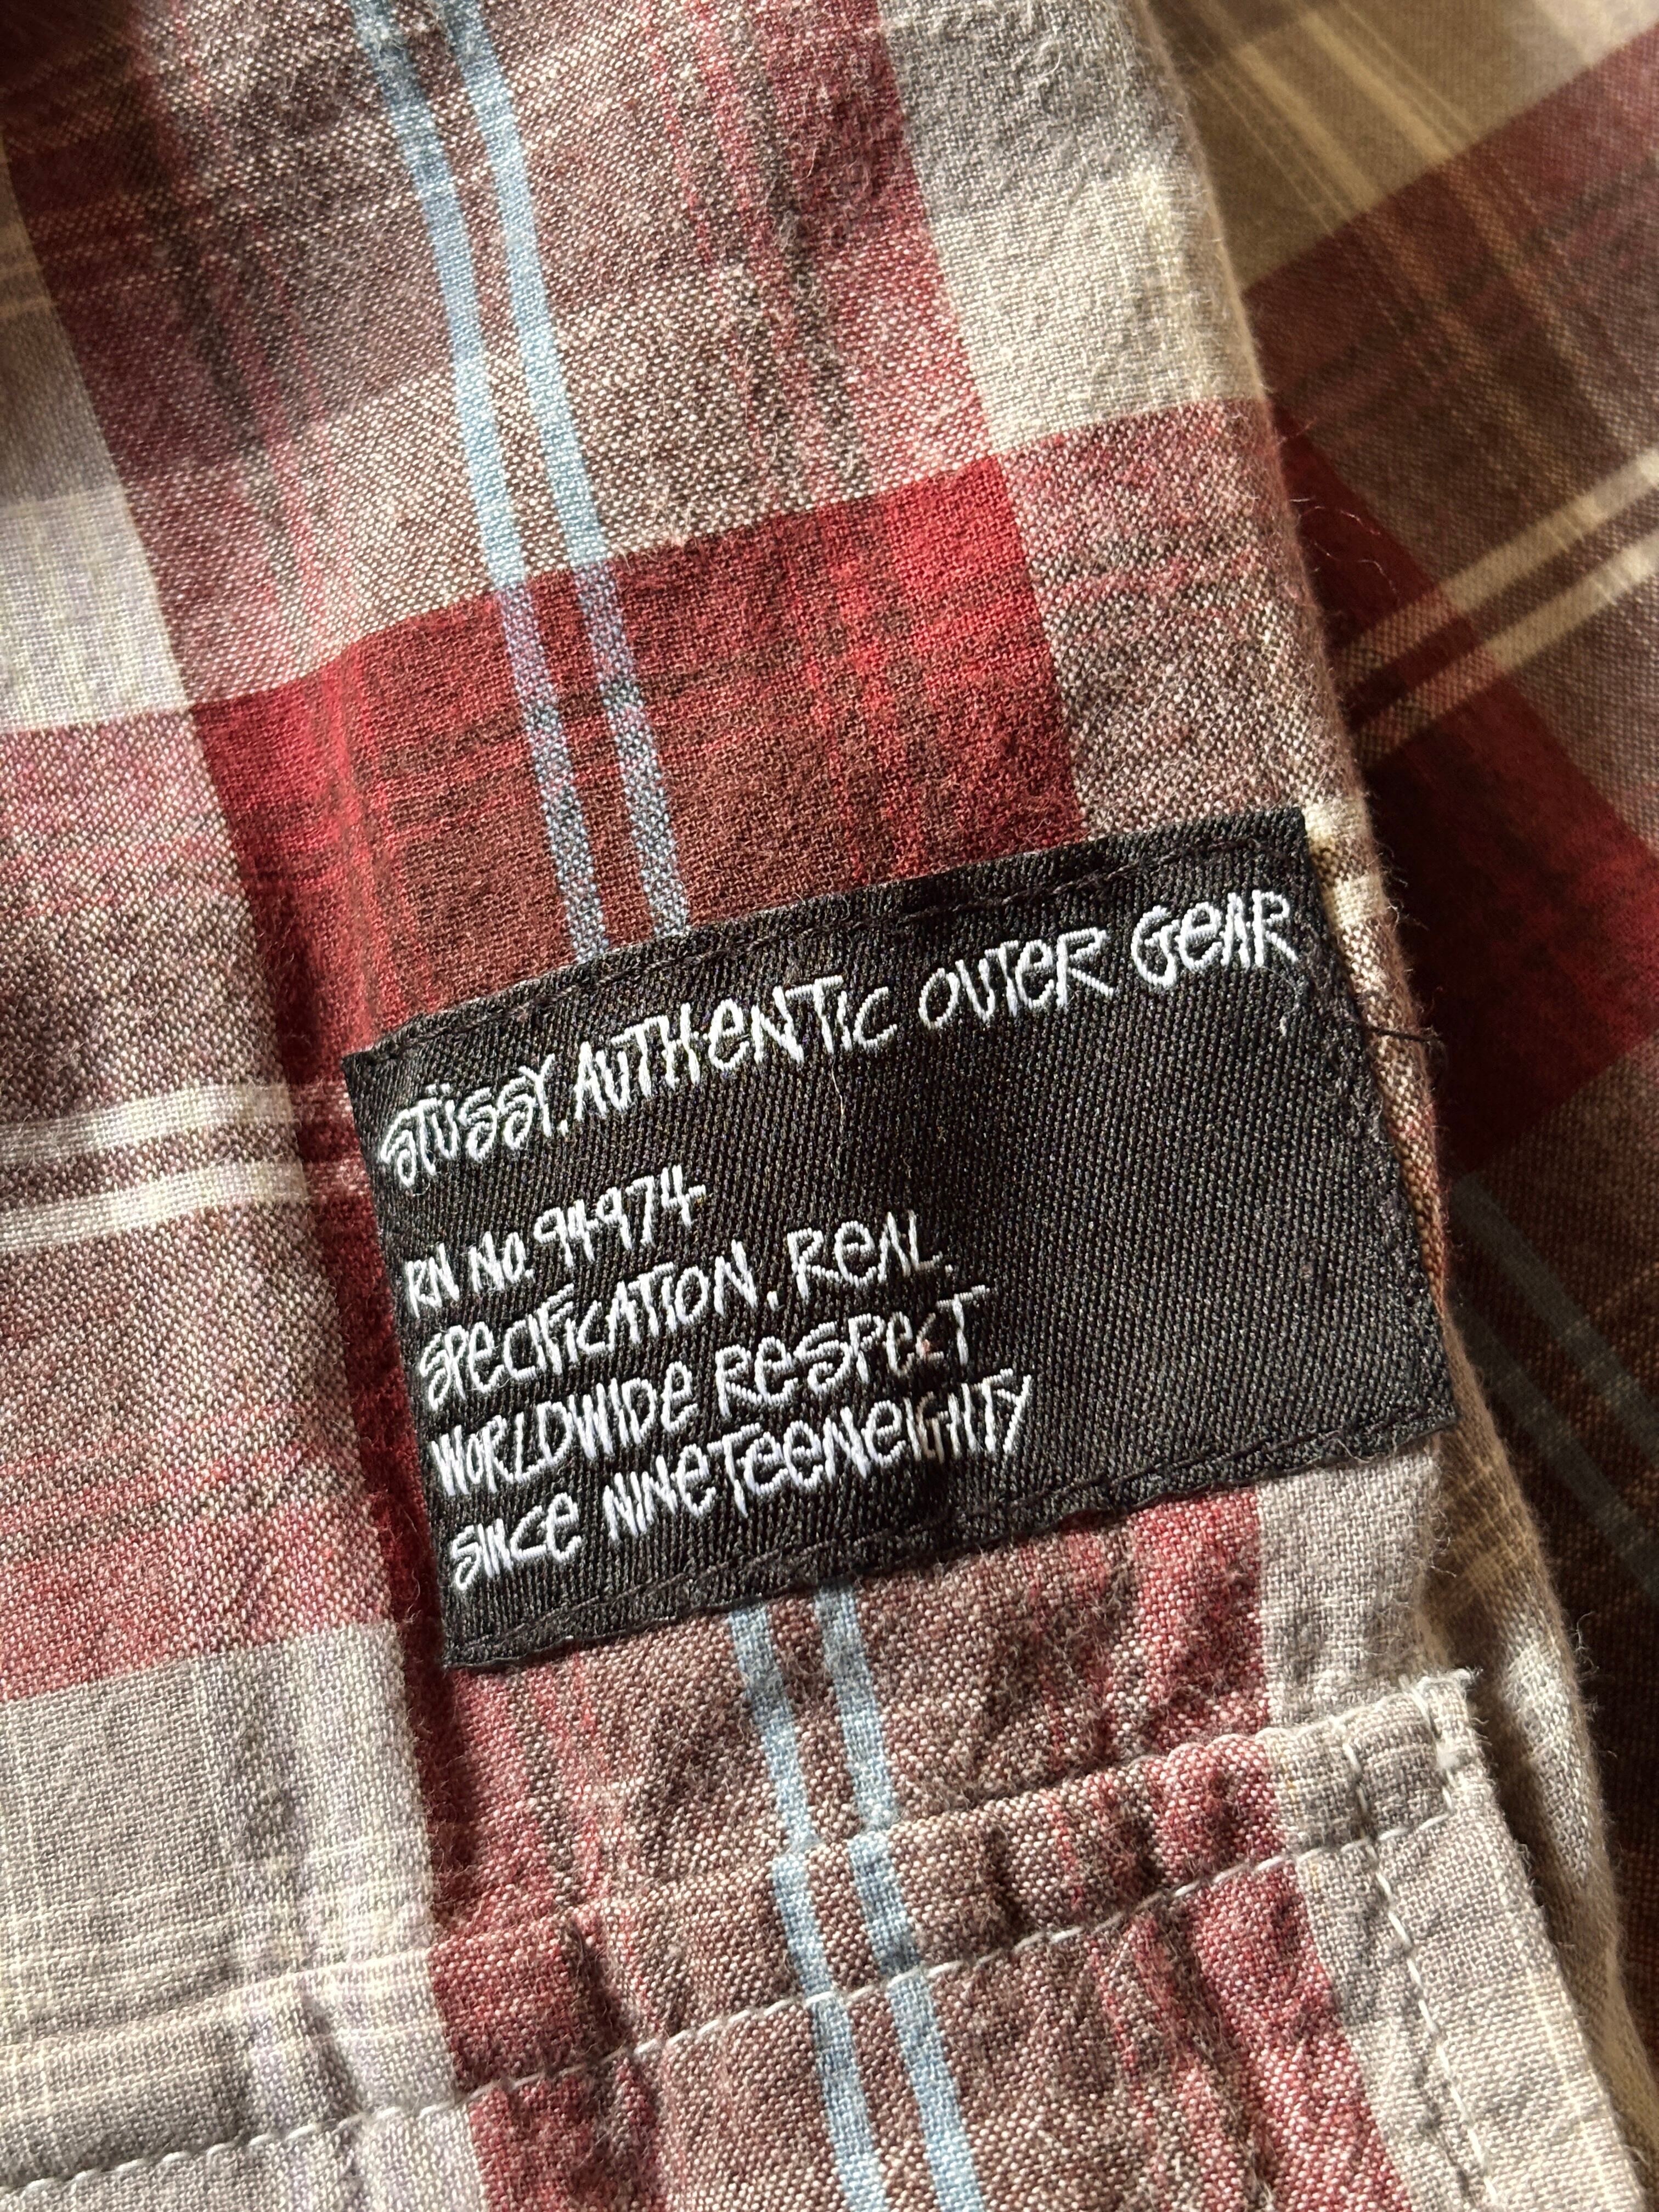 STÜSSY. AUTHENTIC OUTER GEAR
RN No. 94974
SPECIFICATION. REAL.
WORLDWIDE RESPECT
SINCE NINETEENEIGHTY